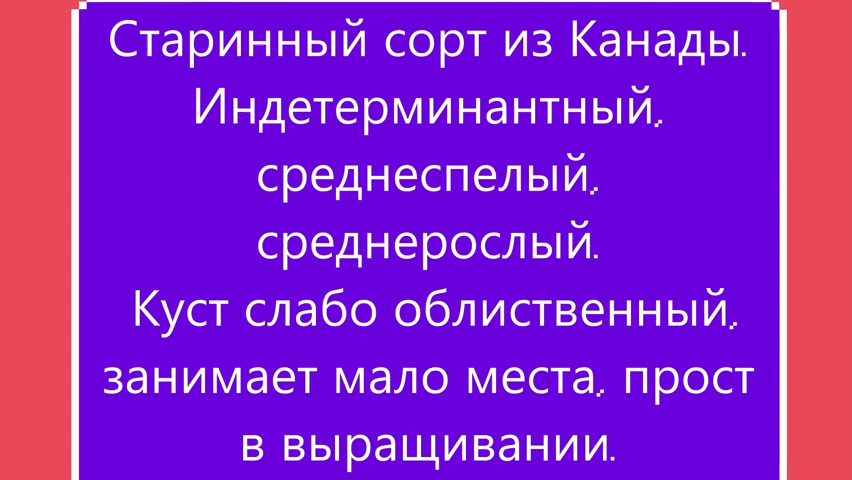 Старинный сорт из Канады.
Индетерминантный,
среднеспелый,
среднерослый.
Куст слабо облиственный,
занимает мало места, прост
в выращивании.